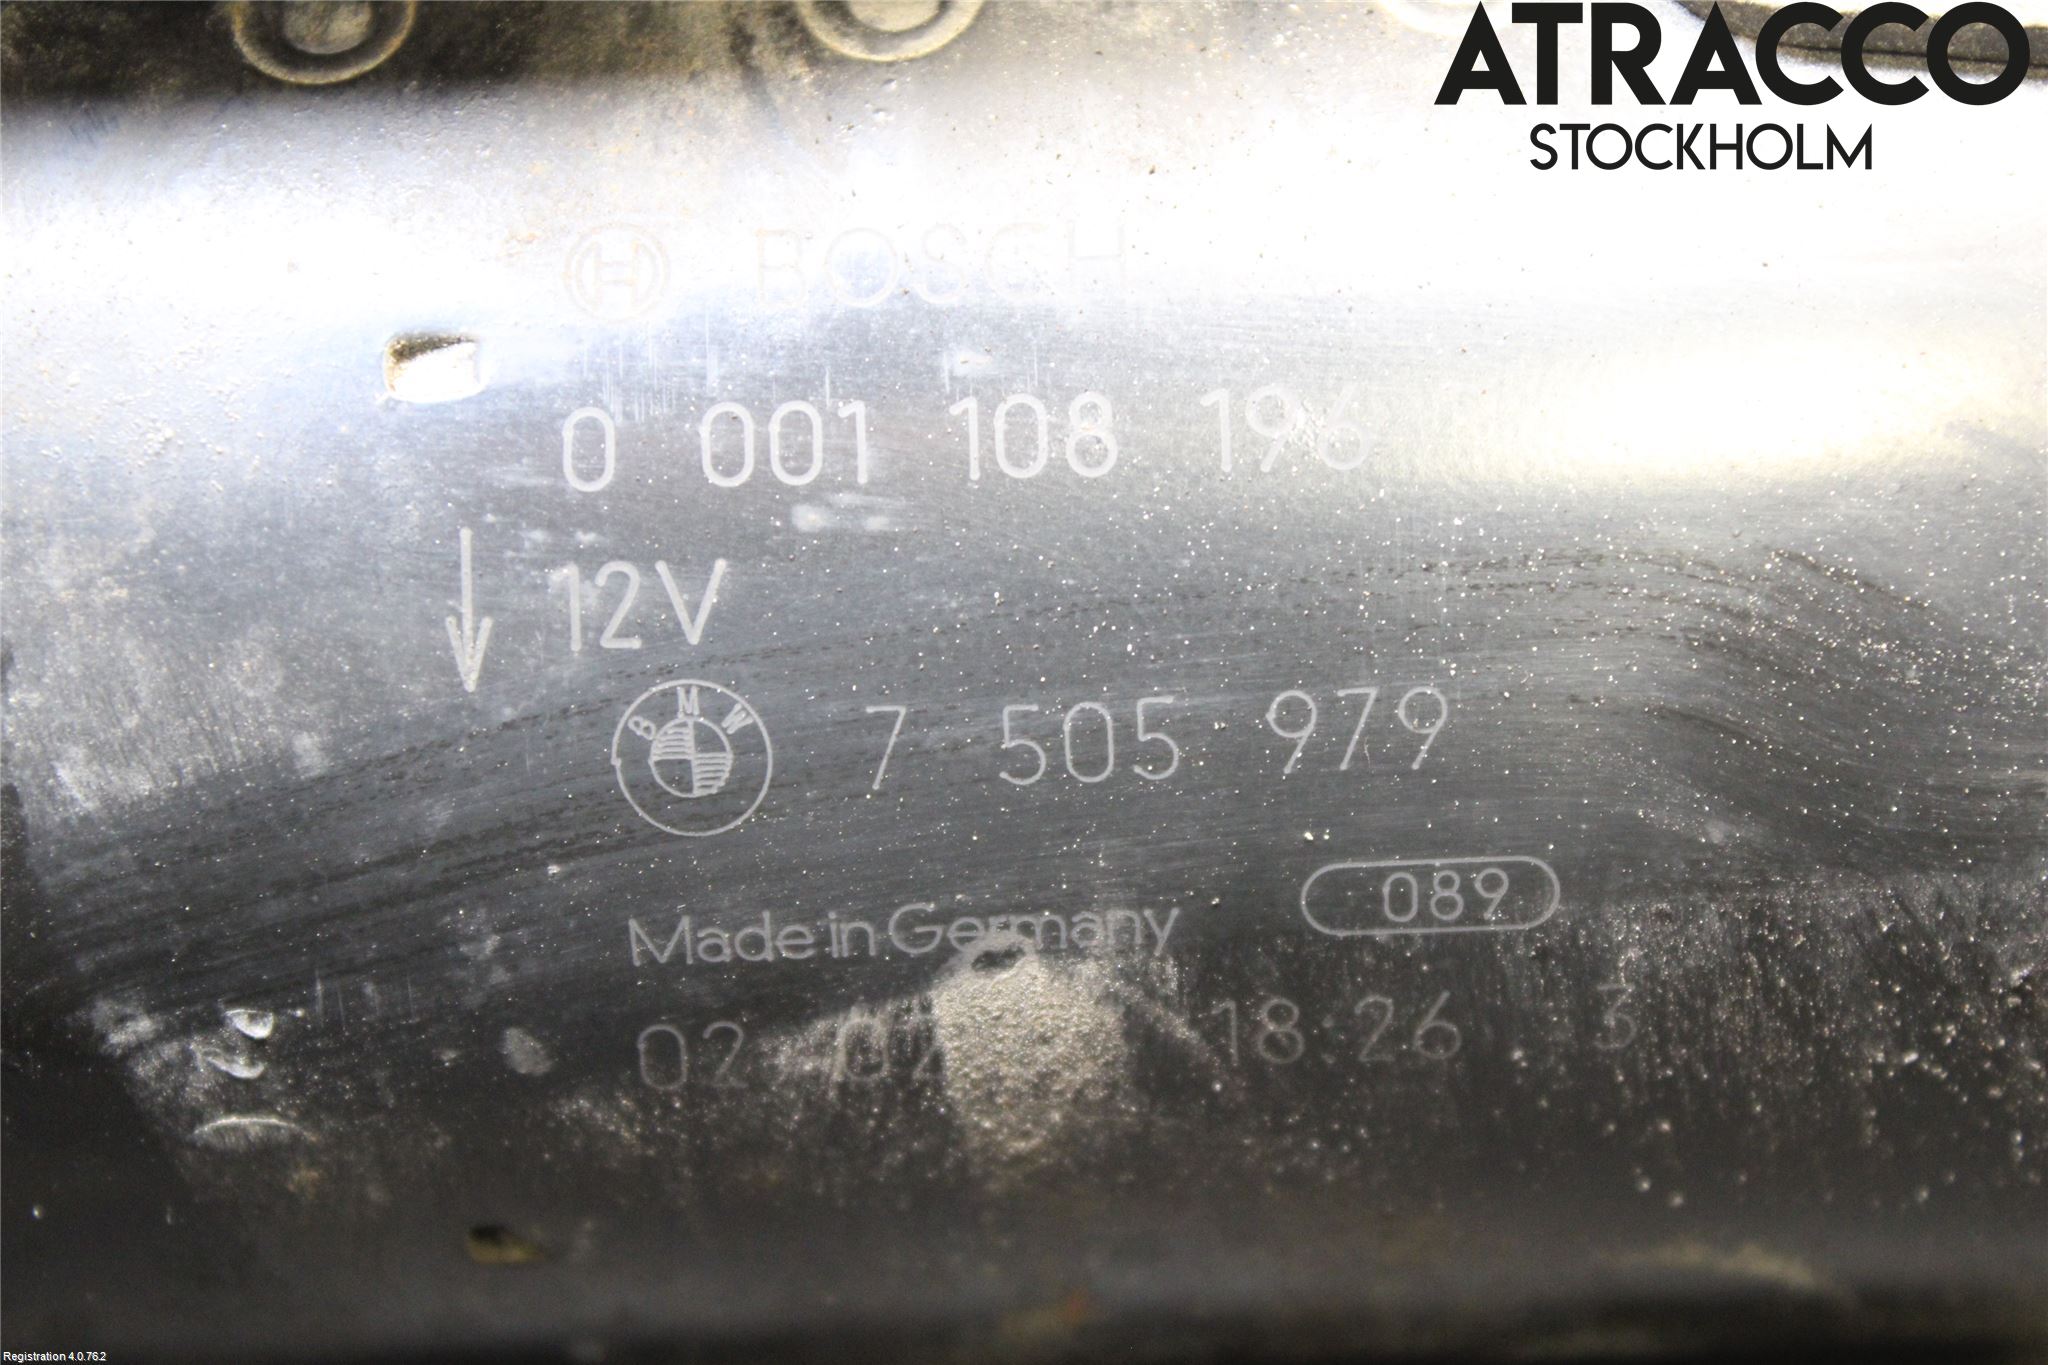 ATRACCO
STOCKHOLM
BOSCH
0 001 108 196
12V
BMW 7 505 979
089
Made in Germany
18:26 3
Registration 4.0.76.2